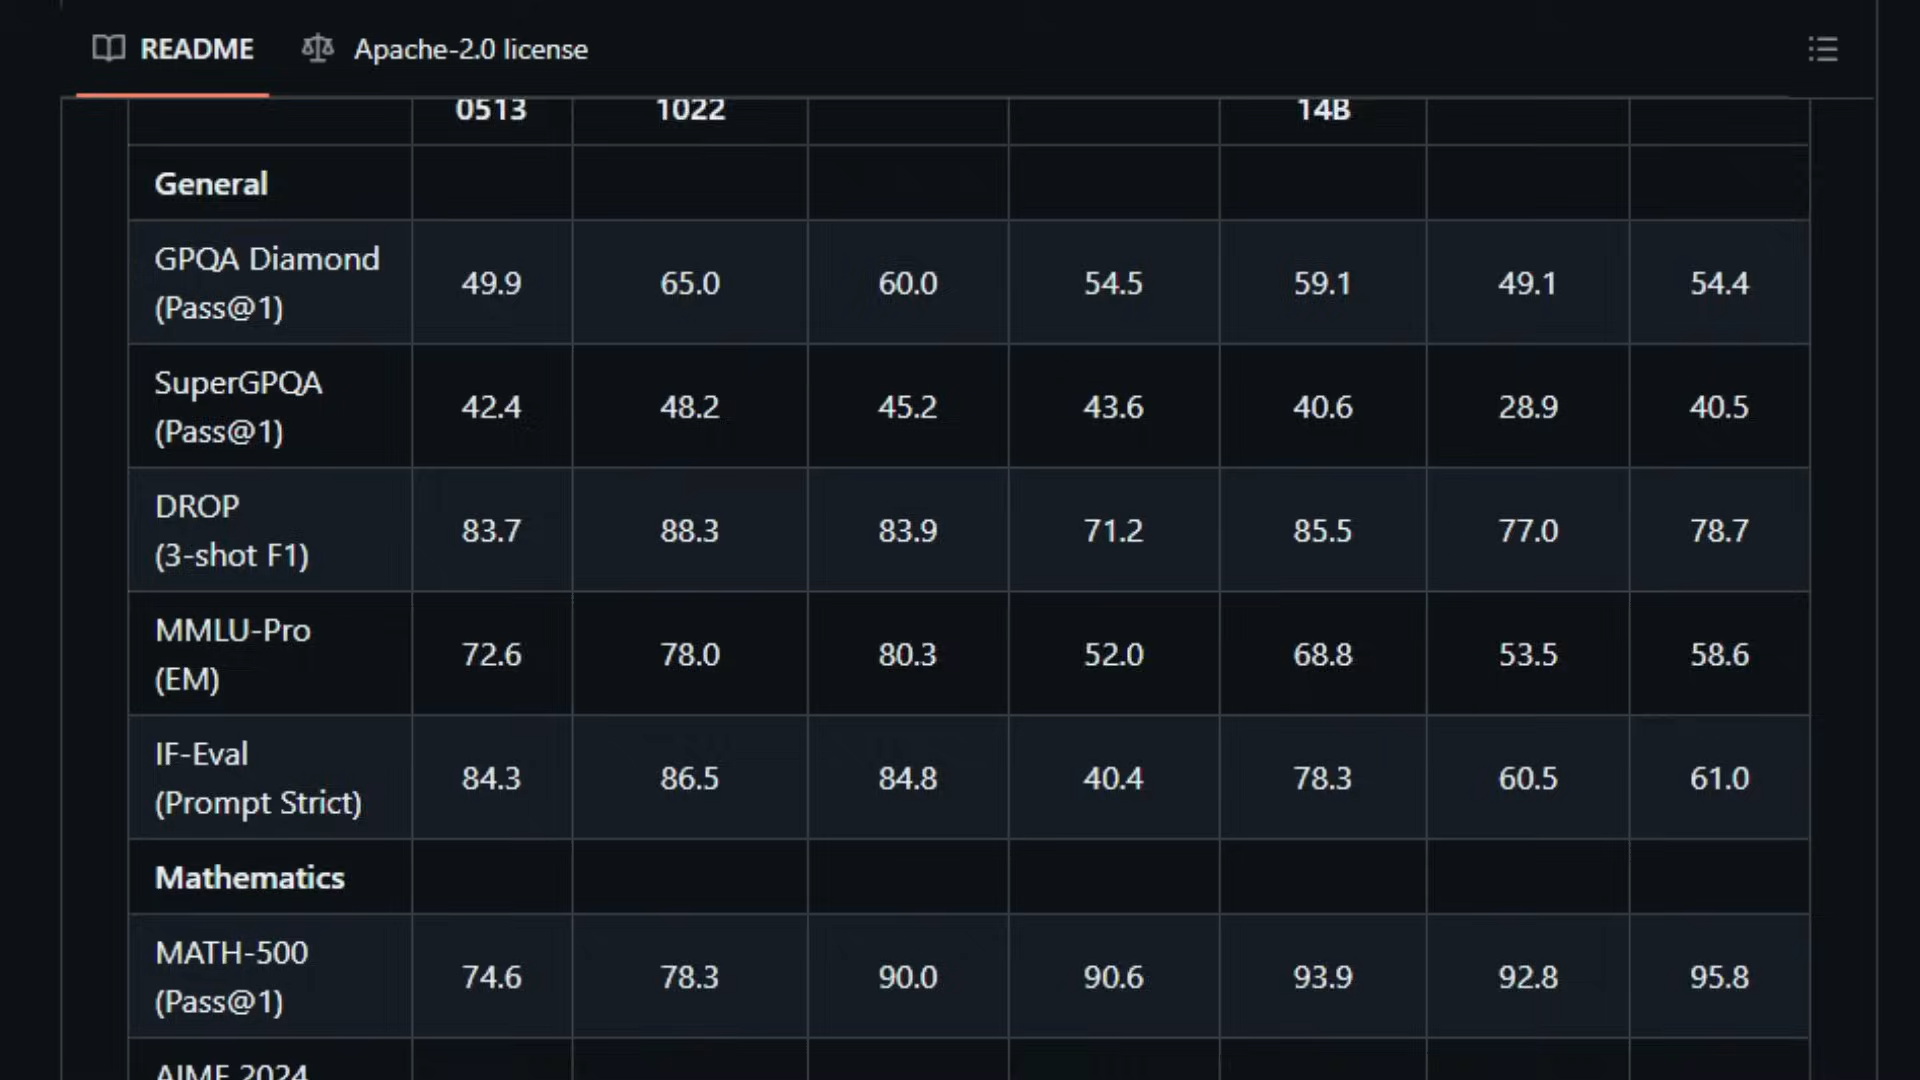 README Apache-2.0 license
0513 1022 14B
General
GPQA Diamond
(Pass@1) 49.9 65.0 60.0 54.5 59.1 49.1 54.4
SuperGPQA
(Pass@1) 42.4 48.2 45.2 43.6 40.6 28.9 40.5
DROP
(3-shot F1) 83.7 88.3 83.9 71.2 85.5 77.0 78.7
MMLU-Pro
(EM) 72.6 78.0 80.3 52.0 68.8 53.5 58.6
IF-Eval
(Prompt Strict) 84.3 86.5 84.8 40.4 78.3 60.5 61.0
Mathematics
MATH-500
(Pass@1) 74.6 78.3 90.0 90.6 93.9 92.8 95.8
AIME 2024